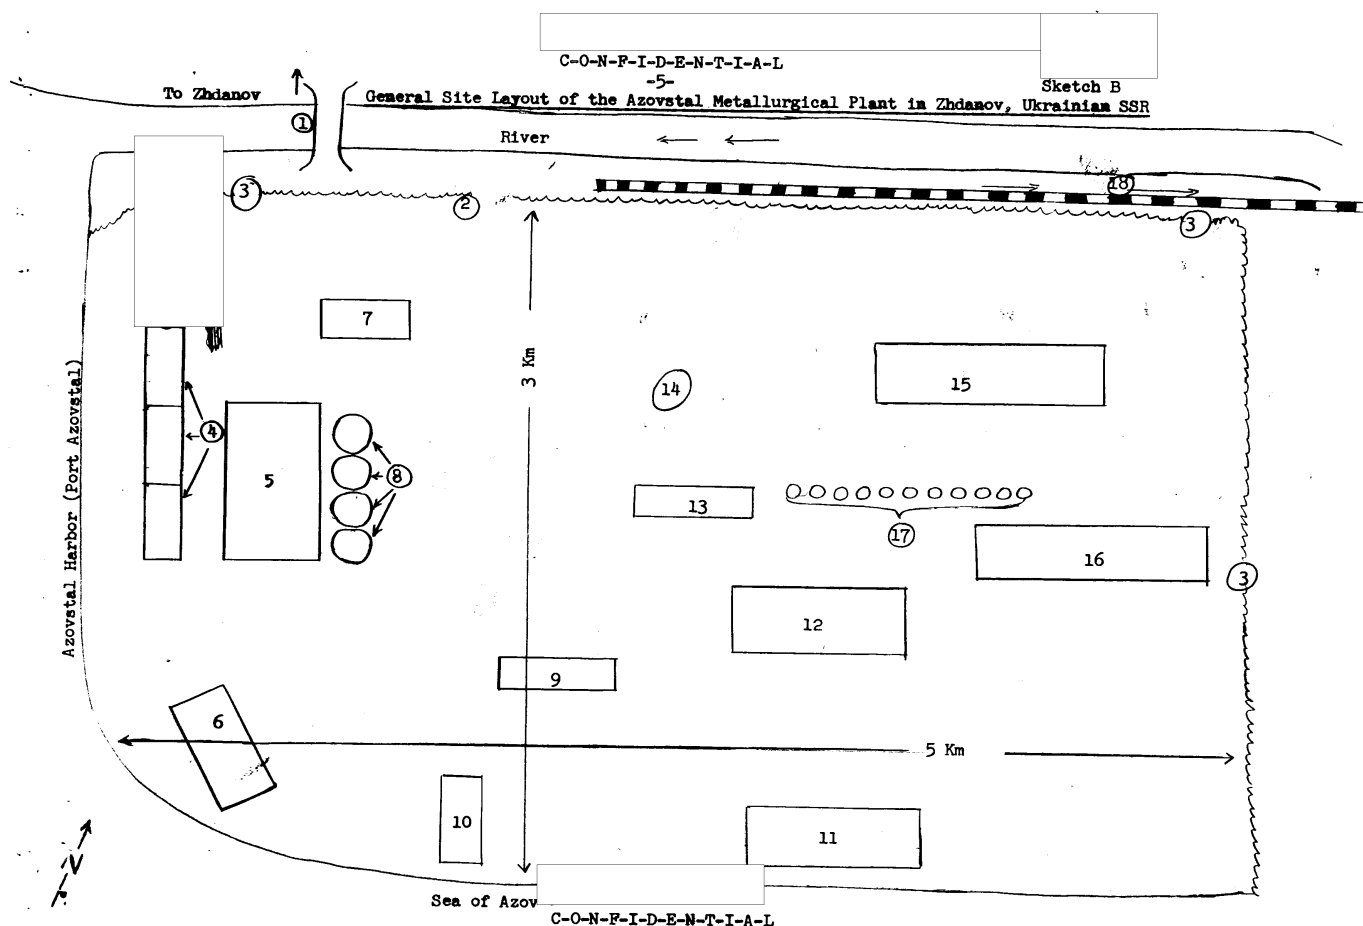 C-O-N-F-I-D-E-N-T-I-A-L
-5-
Sketch B
To Zhdanov
General Site Layout of the Azovstal Metallurgical Plant in Zhdanov, Ukrainian SSR
1
River
18
3
2
3
7
3 Km
14
15
Azovstal Harbor (Port Azovstal)
4
5
8
13
17
16
3
12
9
6
5 Km
10
11
Sea of Azov
C-O-N-F-I-D-E-N-T-I-A-L